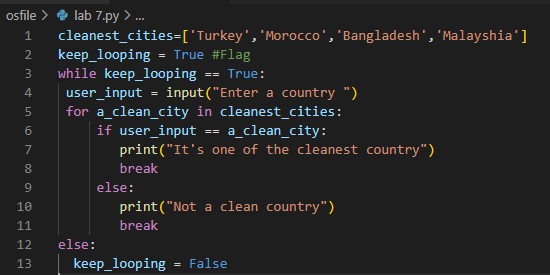 osfile > lab 7.py > ...
1 cleanest_cities=['Turkey','Morocco','Bangladesh','Malayshia']
2 keep_looping = True #Flag
3 while keep_looping == True:
4  user_input = input("Enter a country ")
5  for a_clean_city in cleanest_cities:
6      if user_input == a_clean_city:
7         print("It's one of the cleanest country")
8         break
9      else:
10         print("Not a clean country")
11         break
12 else:
13   keep_looping = False